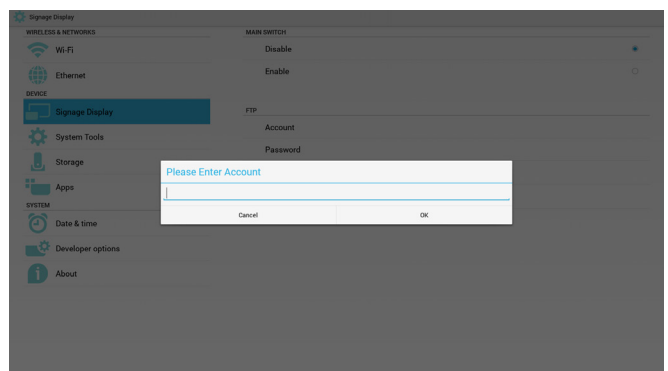 Signage Display
WIRELESS & NETWORKS
Wi-Fi
Ethernet
DEVICE
Signage Display
System Tools
Storage
Apps
SYSTEM
Date & time
Developer options
About
MAIN SWITCH
Disable
Enable
FTP
Account
Password
Please Enter Account
Cancel
OK